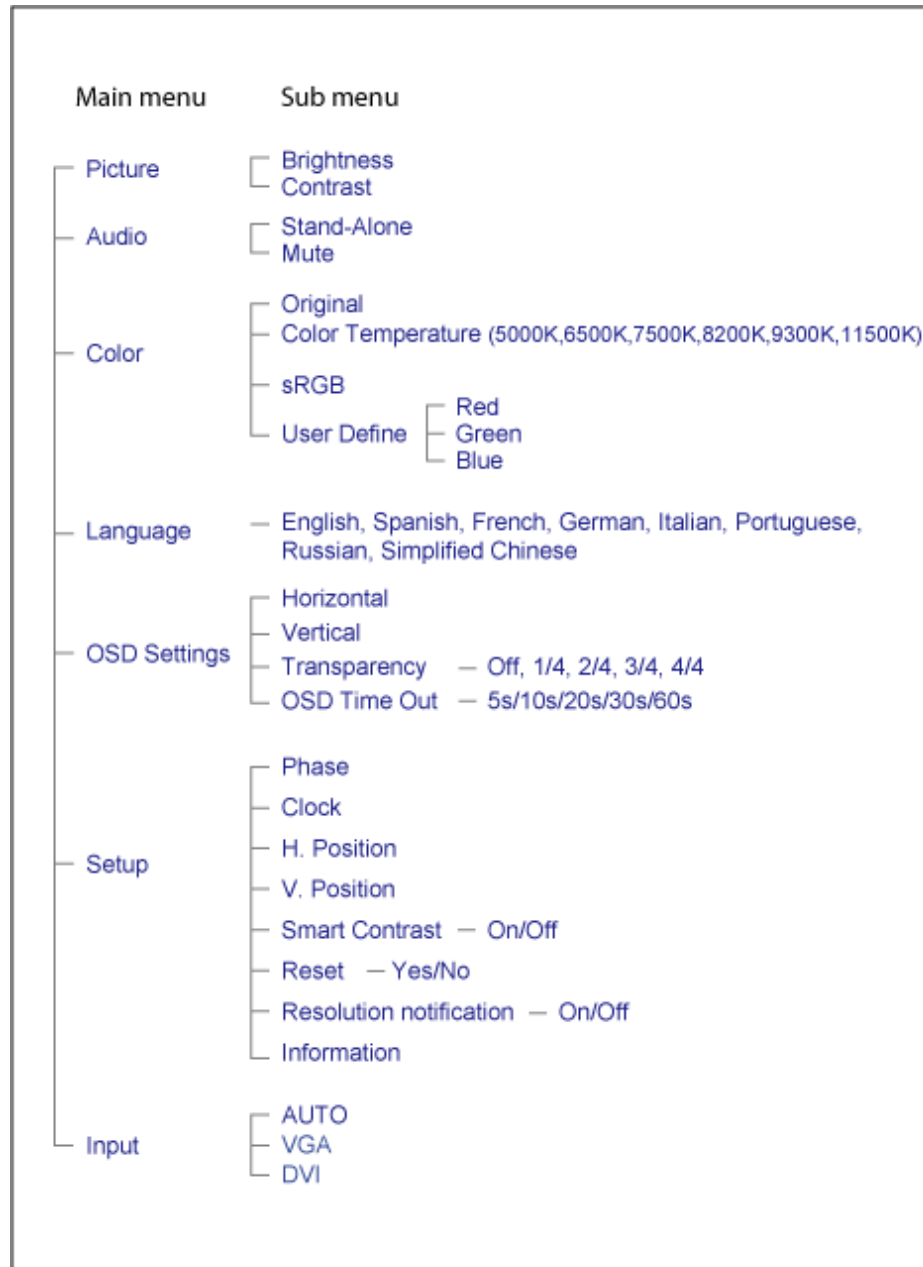 Main menu Sub menu
Picture Brightness
Contrast
Audio Stand-Alone
Mute
Color Original
Color Temperature (5000K,6500K,7500K,8200K,9300K,11500K)
sRGB
User Define Red
Green
Blue
Language English, Spanish, French, German, Italian, Portuguese,
Russian, Simplified Chinese
OSD Settings Horizontal
Vertical
Transparency Off, 1/4, 2/4, 3/4, 4/4
OSD Time Out 5s/10s/20s/30s/60s
Setup Phase
Clock
H. Position
V. Position
Smart Contrast On/Off
Reset Yes/No
Resolution notification On/Off
Information
Input AUTO
VGA
DVI